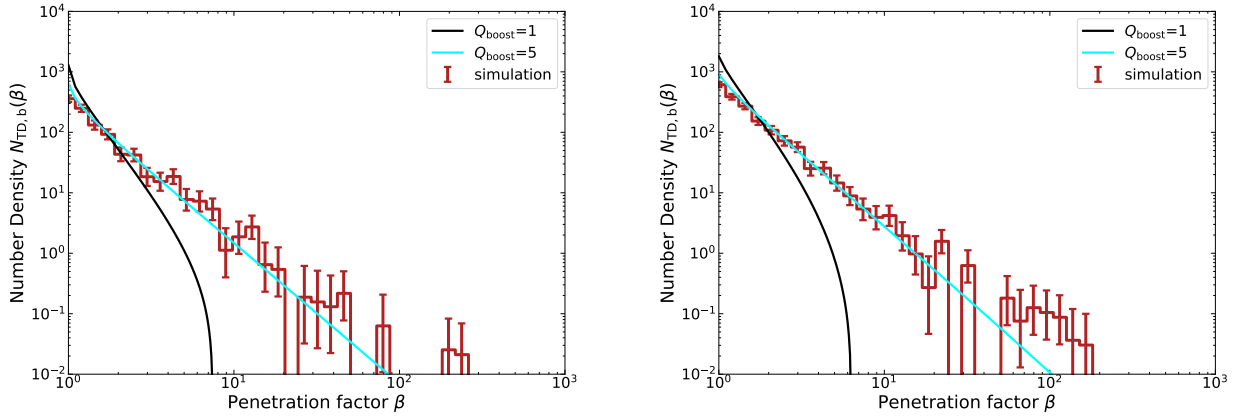 10⁴
10³
10²
10¹
10⁰
10⁻¹
10⁻²
Number Density N_TD, b(β)
Q_boost=1
Q_boost=5
simulation
10⁰ 10¹ 10² 10³
Penetration factor β
10⁴
10³
10²
10¹
10⁰
10⁻¹
10⁻²
Number Density N_TD, b(β)
Q_boost=1
Q_boost=5
simulation
10⁰ 10¹ 10² 10³
Penetration factor β